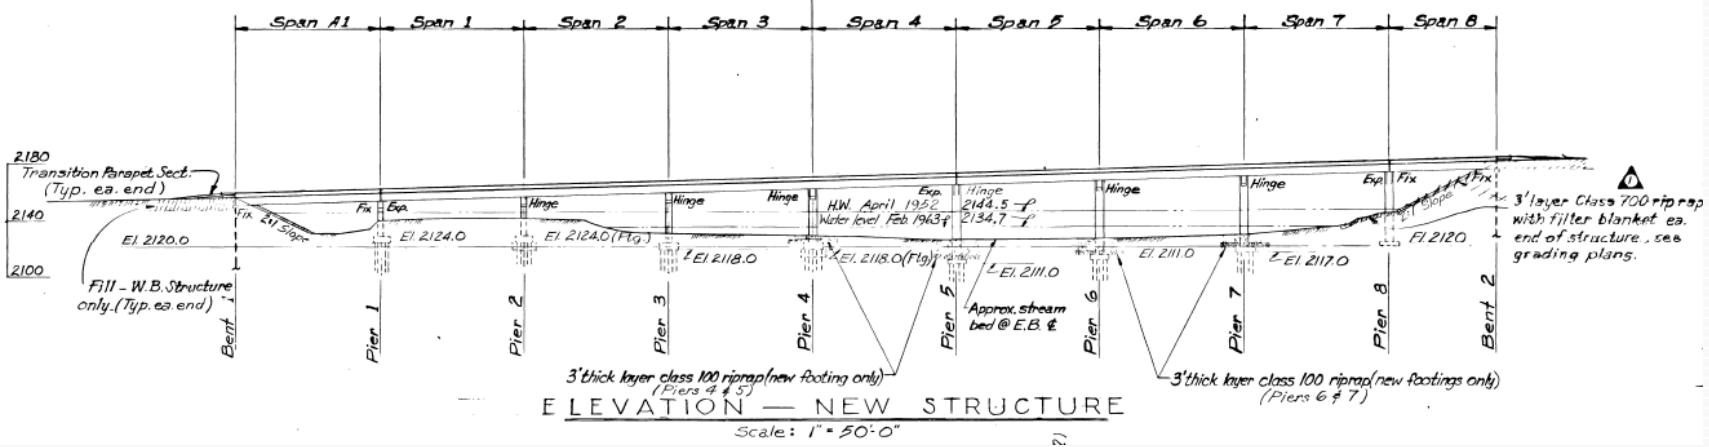 Span A1 Span 1 Span 2 Span 3 Span 4 Span 5 Span 6 Span 7 Span 8
2180
2140
2100
Transition Parapet Sect.
(Typ. ea. end)
Fix
2:1 Slope
Fix Exp.
Hinge
Hinge
Hinge
Exp. Hinge
Hinge
Hinge
Exp. Fix
Fix
Slope
H.W. April 1952 2144.5
Water level Feb. 1963 2134.7
El. 2120.0
El. 2124.0
El. 2124.0 (Ftg.)
El. 2118.0
El. 2118.0 (Ftg)
El. 2111.0
El. 2111.0
El. 2117.0
El. 2120
1
3' layer Class 700 riprap
with filter blanket ea.
end of structure, see
grading plans.
Fill - W.B. Structure
only. (Typ. ea. end)
Approx. stream
bed @ E.B. ℄
Bent 1
Pier 1
Pier 2
Pier 3
Pier 4
Pier 5
Pier 6
Pier 7
Pier 8
Bent 2
3' thick layer class 100 riprap (new footing only)
(Piers 4 & 5)
3' thick layer class 100 riprap (new footings only)
(Piers 6 & 7)
ELEVATION — NEW STRUCTURE
Scale: 1" = 50'-0"